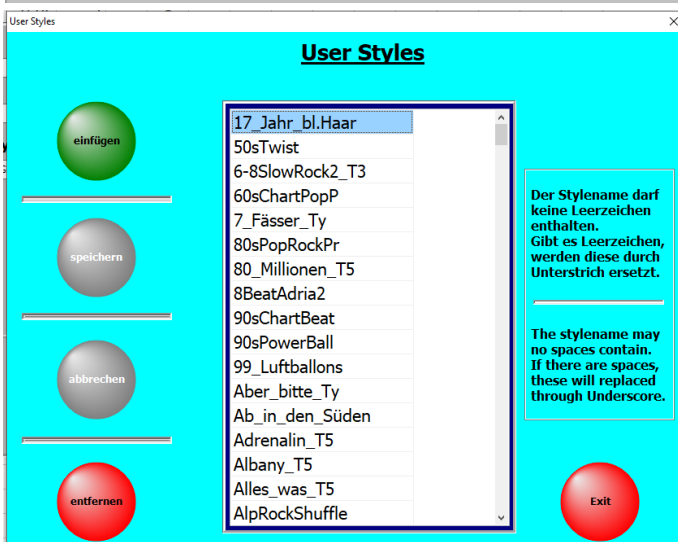 User Styles
User Styles
einfügen
speichern
abbrechen
entfernen
17_Jahr_bl.Haar
50sTwist
6-8SlowRock2_T3
60sChartPopP
7_Fässer_Ty
80sPopRockPr
80_Millionen_T5
8BeatAdria2
90sChartBeat
90sPowerBall
99_Luftballons
Aber_bitte_Ty
Ab_in_den_Süden
Adrenalin_T5
Albany_T5
Alles_was_T5
AlpRockShuffle
Der Stylename darf
keine Leerzeichen
enthalten.
Gibt es Leerzeichen,
werden diese durch
Unterstrich ersetzt.
The stylename may
no spaces contain.
If there are spaces,
these will replaced
through Underscore.
Exit